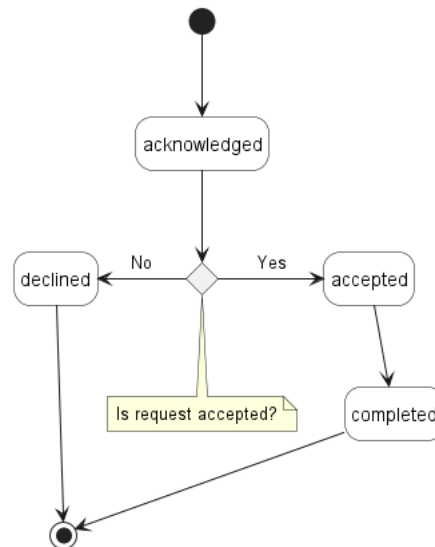 acknowledged
No
Yes
declined
accepted
Is request accepted?
completed